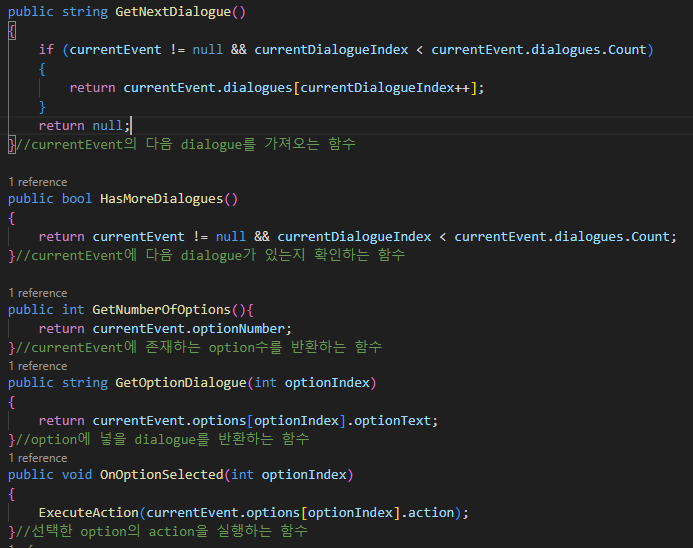 public string GetNextDialogue()
{
    if (currentEvent != null && currentDialogueIndex < currentEvent.dialogues.Count)
    {
        return currentEvent.dialogues[currentDialogueIndex++];
    }
    return null;
}//currentEvent의 다음 dialogue를 가져오는 함수
1 reference
public bool HasMoreDialogues()
{
    return currentEvent != null && currentDialogueIndex < currentEvent.dialogues.Count;
}//currentEvent에 다음 dialogue가 있는지 확인하는 함수
1 reference
public int GetNumberOfOptions(){
    return currentEvent.optionNumber;
}//currentEvent에 존재하는 option수를 반환하는 함수
1 reference
public string GetOptionDialogue(int optionIndex)
{
    return currentEvent.options[optionIndex].optionText;
}//option에 넣을 dialogue를 반환하는 함수
1 reference
public void OnOptionSelected(int optionIndex)
{
    ExecuteAction(currentEvent.options[optionIndex].action);
}//선택한 option의 action을 실행하는 함수